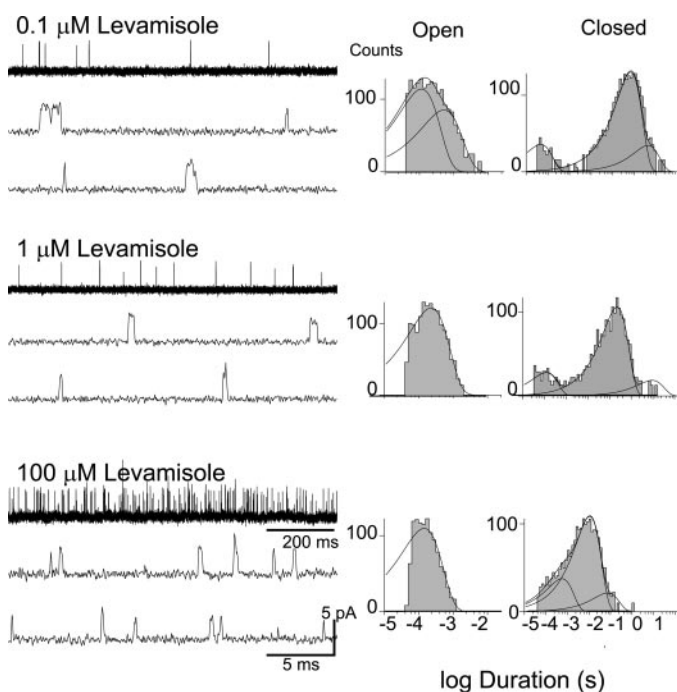 0.1 μM Levamisole
Open
Closed
Counts
100
0
100
0
1 μM Levamisole
100
0
100
0
100 μM Levamisole
200 ms
5 pA
5 ms
100
0
-5 -4 -3 -2
100
0
-5 -4 -3 -2 -1 0 1
log Duration (s)